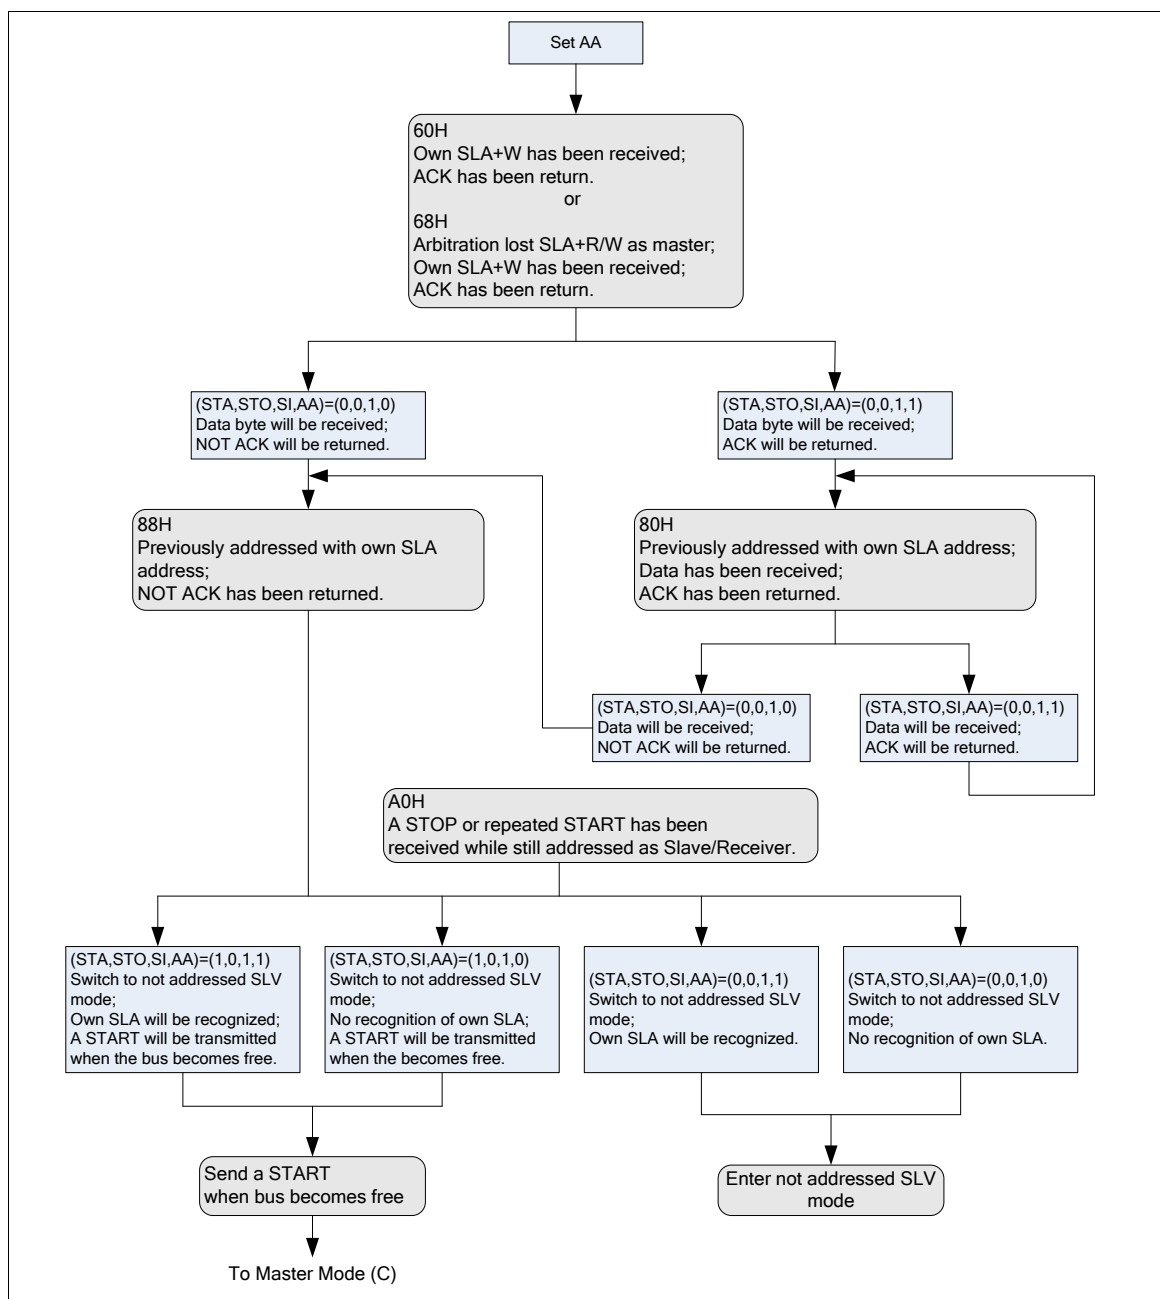 Set AA
60H
Own SLA+W has been received;
ACK has been return.
or
68H
Arbitration lost SLA+R/W as master;
Own SLA+W has been received;
ACK has been return.
(STA,STO,SI,AA)=(0,0,1,0)
Data byte will be received;
NOT ACK will be returned.
(STA,STO,SI,AA)=(0,0,1,1)
Data byte will be received;
ACK will be returned.
88H
Previously addressed with own SLA
address;
NOT ACK has been returned.
80H
Previously addressed with own SLA address;
Data has been received;
ACK has been returned.
(STA,STO,SI,AA)=(0,0,1,0)
Data will be received;
NOT ACK will be returned.
(STA,STO,SI,AA)=(0,0,1,1)
Data will be received;
ACK will be returned.
A0H
A STOP or repeated START has been
received while still addressed as Slave/Receiver.
(STA,STO,SI,AA)=(1,0,1,1)
Switch to not addressed SLV
mode;
Own SLA will be recognized;
A START will be transmitted
when the bus becomes free.
(STA,STO,SI,AA)=(1,0,1,0)
Switch to not addressed SLV
mode;
No recognition of own SLA;
A START will be transmitted
when the becomes free.
(STA,STO,SI,AA)=(0,0,1,1)
Switch to not addressed SLV
mode;
Own SLA will be recognized.
(STA,STO,SI,AA)=(0,0,1,0)
Switch to not addressed SLV
mode;
No recognition of own SLA.
Send a START
when bus becomes free
Enter not addressed SLV
mode
To Master Mode (C)